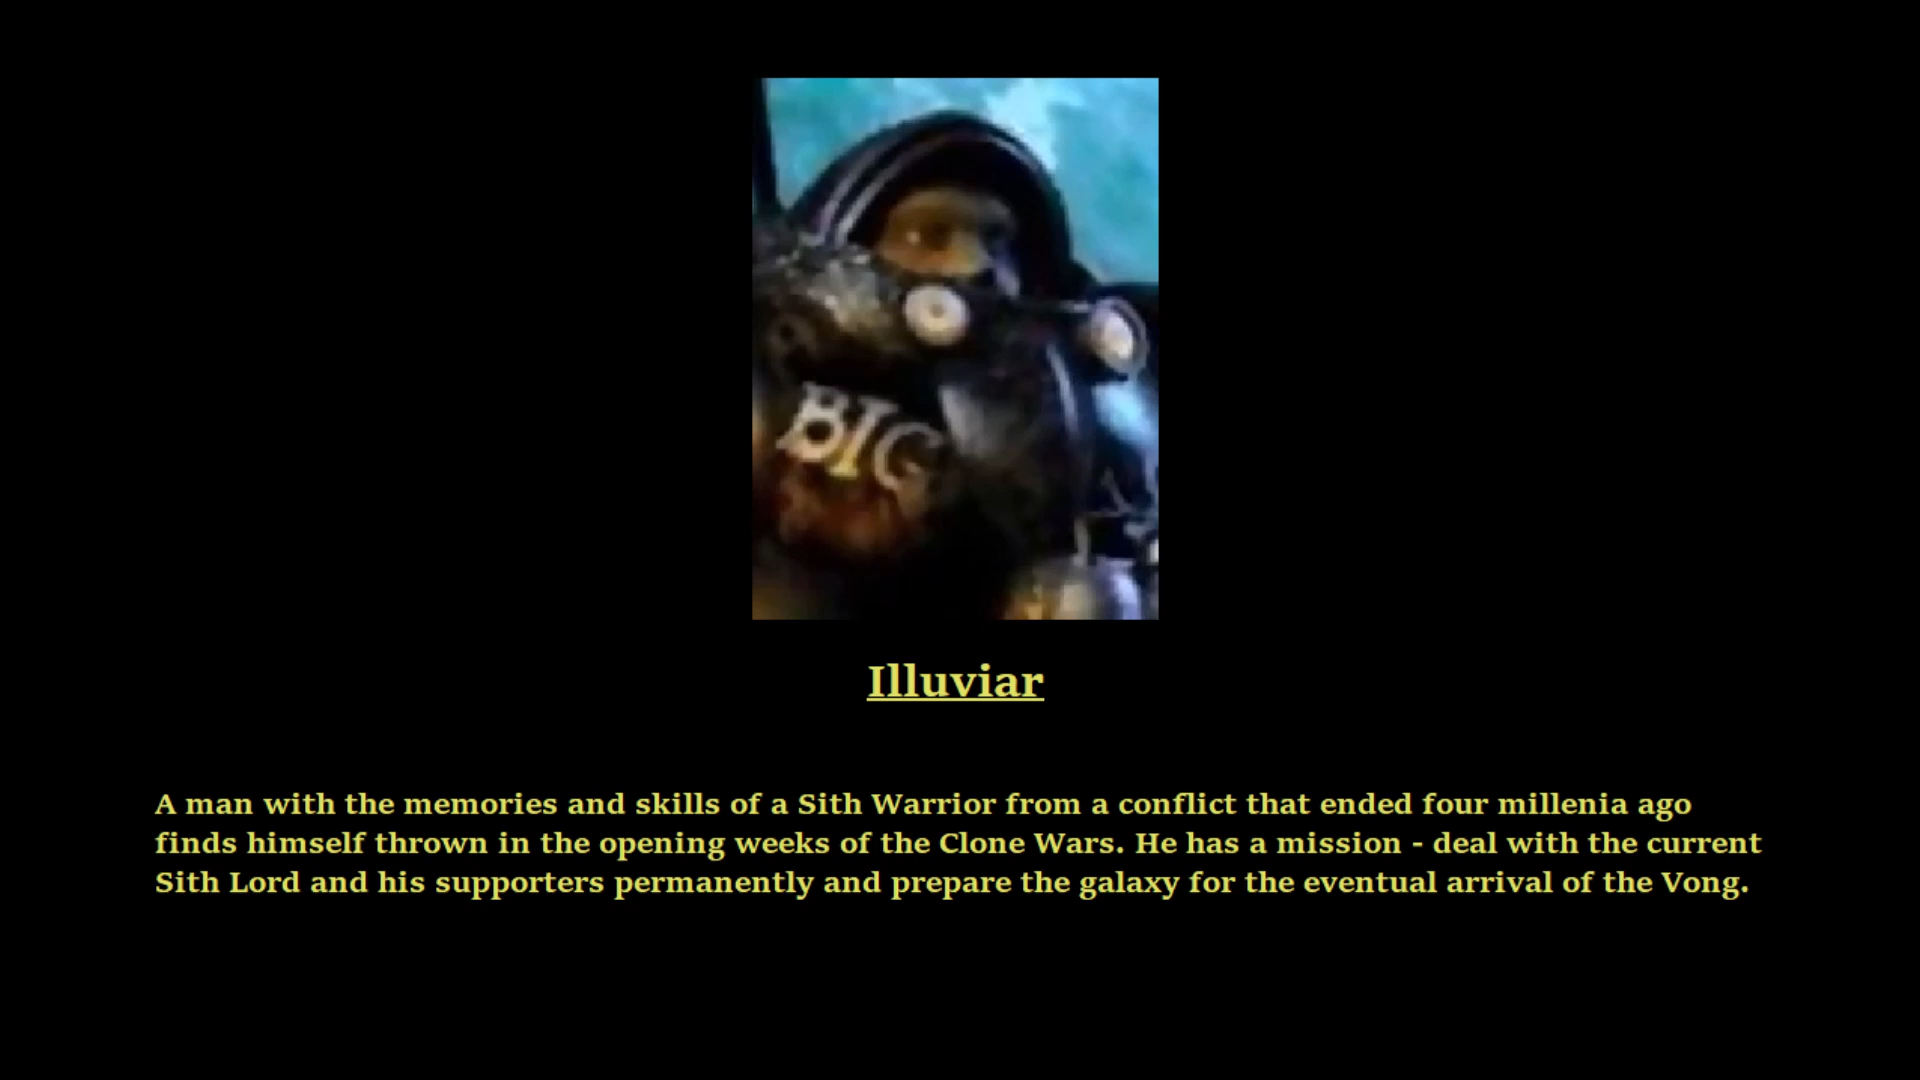 BIG
Illuviar
A man with the memories and skills of a Sith Warrior from a conflict that ended four millenia ago
finds himself thrown in the opening weeks of the Clone Wars. He has a mission - deal with the current
Sith Lord and his supporters permanently and prepare the galaxy for the eventual arrival of the Vong.